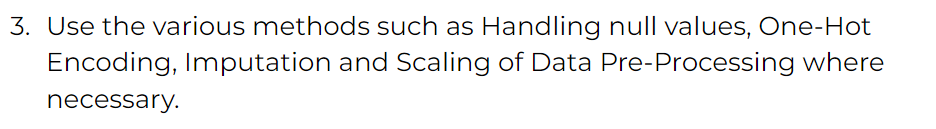 3. Use the various methods such as Handling null values, One-Hot
Encoding, Imputation and Scaling of Data Pre-Processing where
necessary.